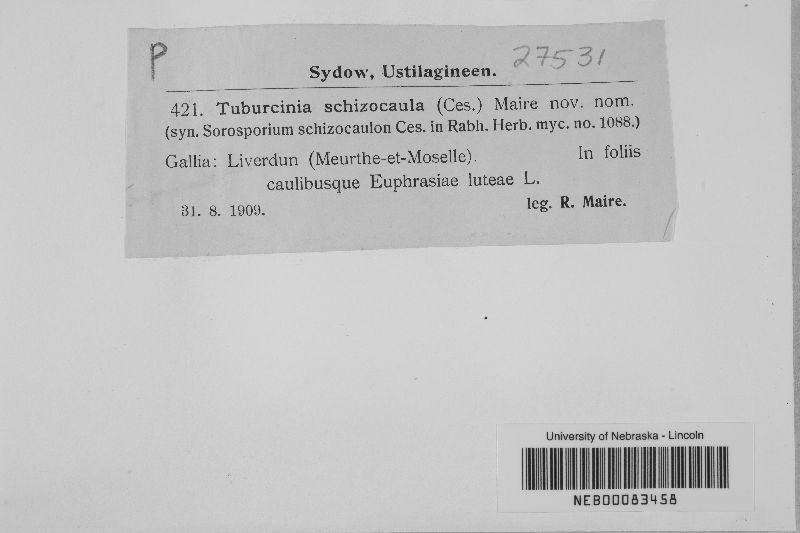 P
27531
Sydow, Ustilagineen.
421. Tuburcinia schizocaula (Ces.) Maire nov. nom.
(syn. Sorosporium schizocaulon Ces. in Rabh. Herb. myc. no. 1088.)
Gallia: Liverdun (Meurthe-et-Moselle). In foliis
caulibusque Euphrasiae luteae L.
31. 8. 1909. leg. R. Maire.
University of Nebraska - Lincoln
NEB00083458